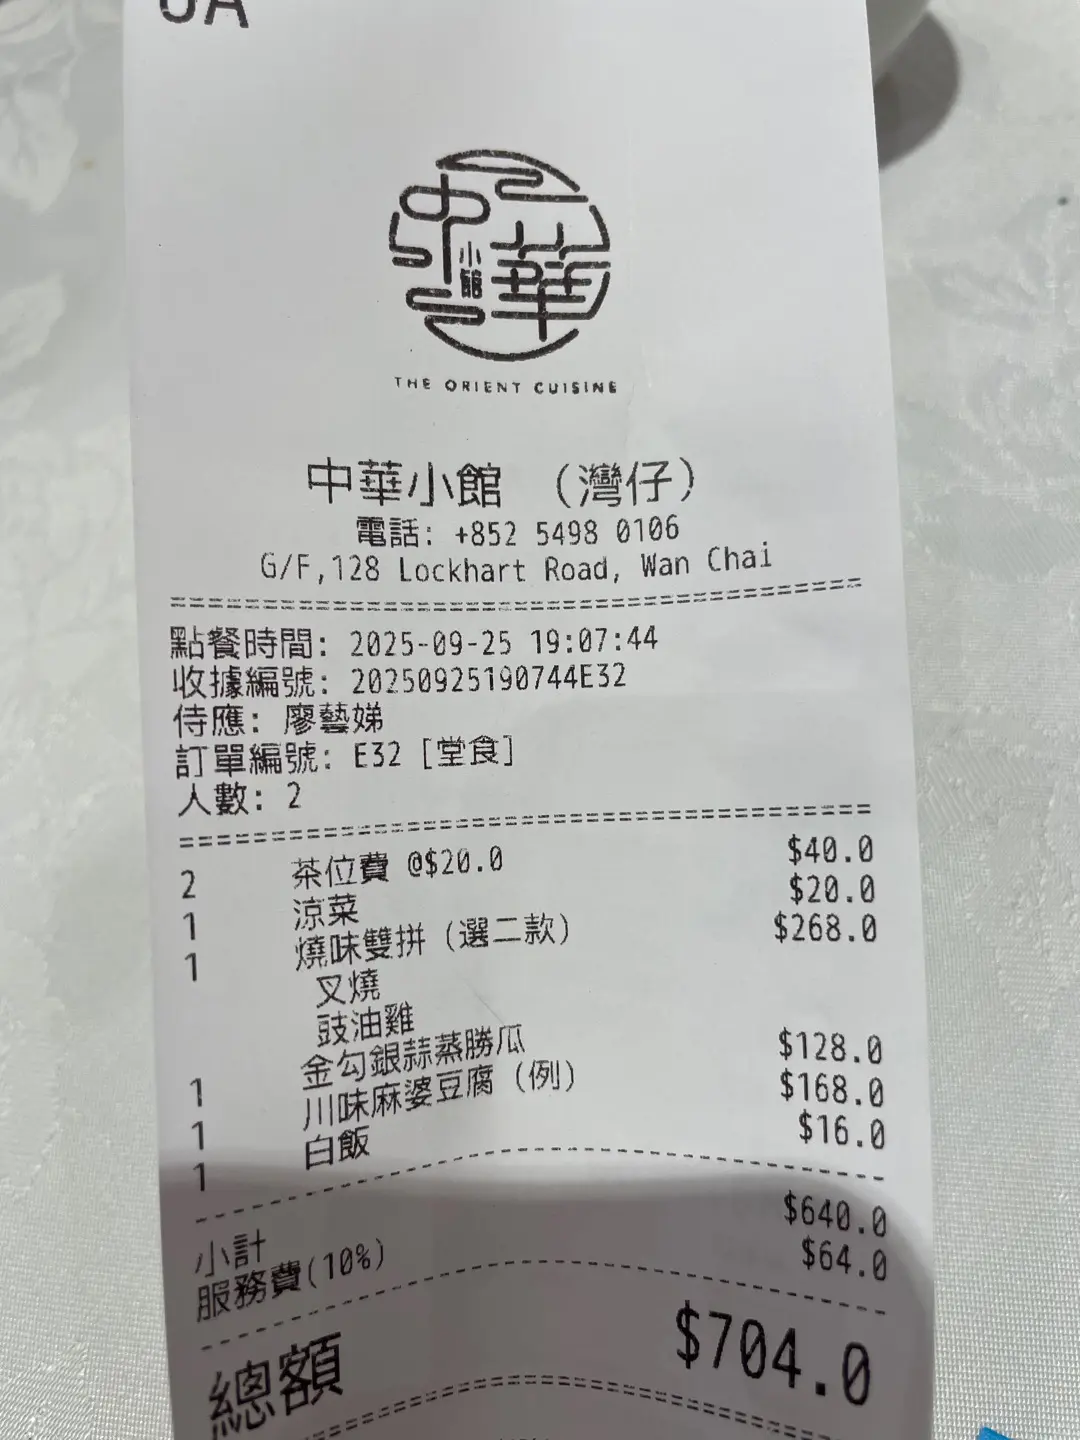 中華
小館
THE ORIENT CUISINE
中華小館 (灣仔)
電話: +852 5498 0106
G/F,128 Lockhart Road, Wan Chai
點餐時間: 2025-09-25 19:07:44
收據編號: 20250925190744E32
侍應: 廖藝娣
訂單編號: E32 [堂食]
人數: 2
2 茶位費 @$20.0 $40.0
1 涼菜 $20.0
1 燒味雙拼 (選二款) $268.0
叉燒
豉油雞
1 金勾銀蒜蒸勝瓜 $128.0
1 川味麻婆豆腐 (例) $168.0
1 白飯 $16.0
小計 $640.0
服務費(10%) $64.0
總額 $704.0